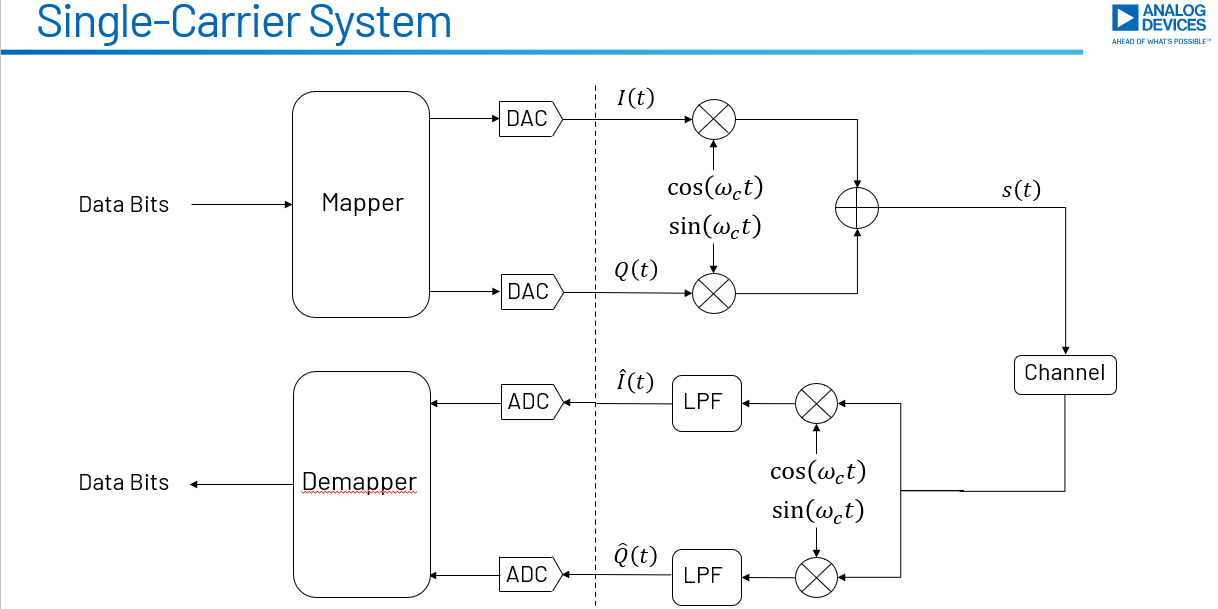 Single-Carrier System
ANALOG
DEVICES
AHEAD OF WHAT'S POSSIBLE™
I(t)
DAC
cos(ω_c t)
Data Bits
Mapper
s(t)
sin(ω_c t)
Q(t)
DAC
Channel
Î(t)
ADC
LPF
cos(ω_c t)
Data Bits
Demapper
sin(ω_c t)
Q̂(t)
ADC
LPF